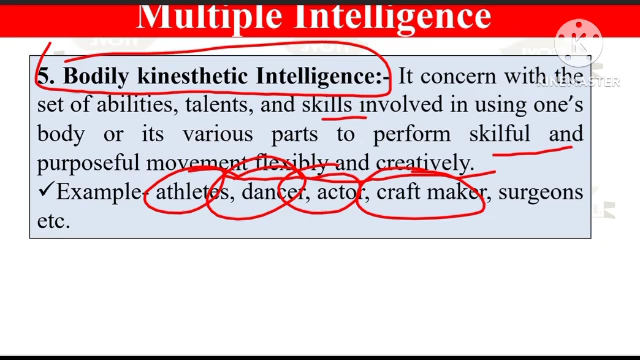 Multiple Intelligence
KINEMASTER
5. Bodily kinesthetic Intelligence:- It concern with the
set of abilities, talents, and skills involved in using one's
body or its various parts to perform skilful and
purposeful movement flexibly and creatively.
✓Example- athletes, dancer, actor, craft maker, surgeons
etc.